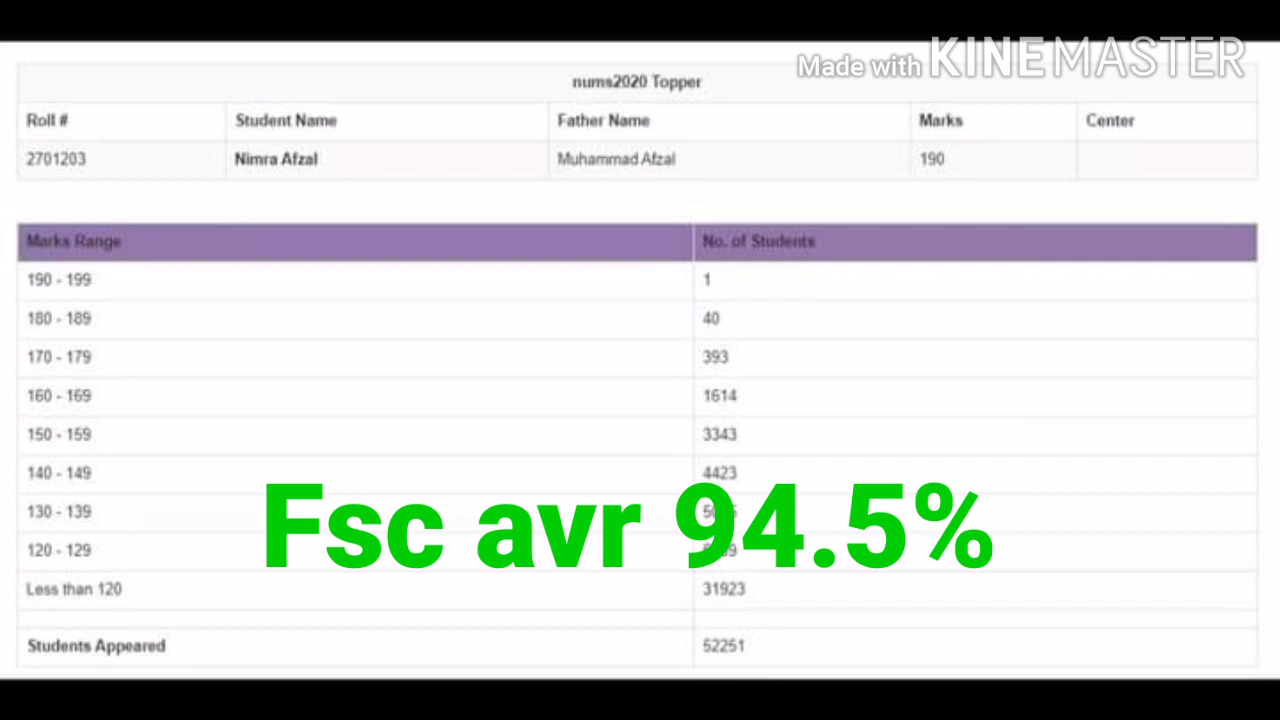 Made with KINEMASTER
nums2020 Topper
Roll # Student Name Father Name Marks Center
2701203 Nimra Afzal Muhammad Afzal 190
Marks Range No. of Students
190 - 199 1
180 - 189 40
170 - 179 393
160 - 169 1614
150 - 159 3343
140 - 149 4423
130 - 139
120 - 129
Fsc avr 94.5%
Less than 120 31923
Students Appeared 52251